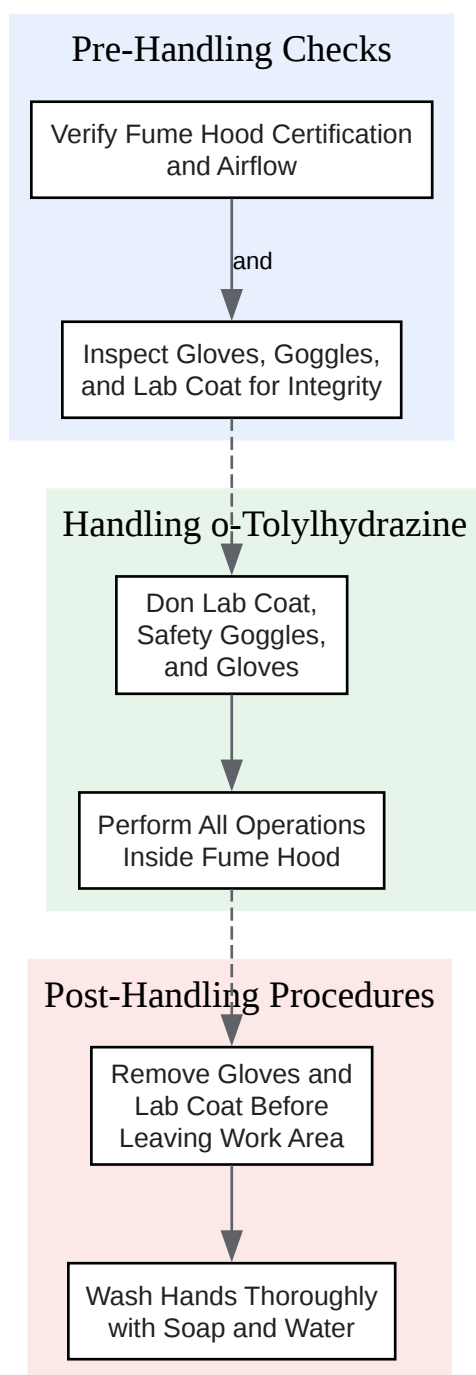 Pre-Handling Checks
Verify Fume Hood Certification
and Airflow
and
Inspect Gloves, Goggles,
and Lab Coat for Integrity
Handling o-Tolylhydrazine
Don Lab Coat,
Safety Goggles,
and Gloves
Perform All Operations
Inside Fume Hood
Post-Handling Procedures
Remove Gloves and
Lab Coat Before
Leaving Work Area
Wash Hands Thoroughly
with Soap and Water